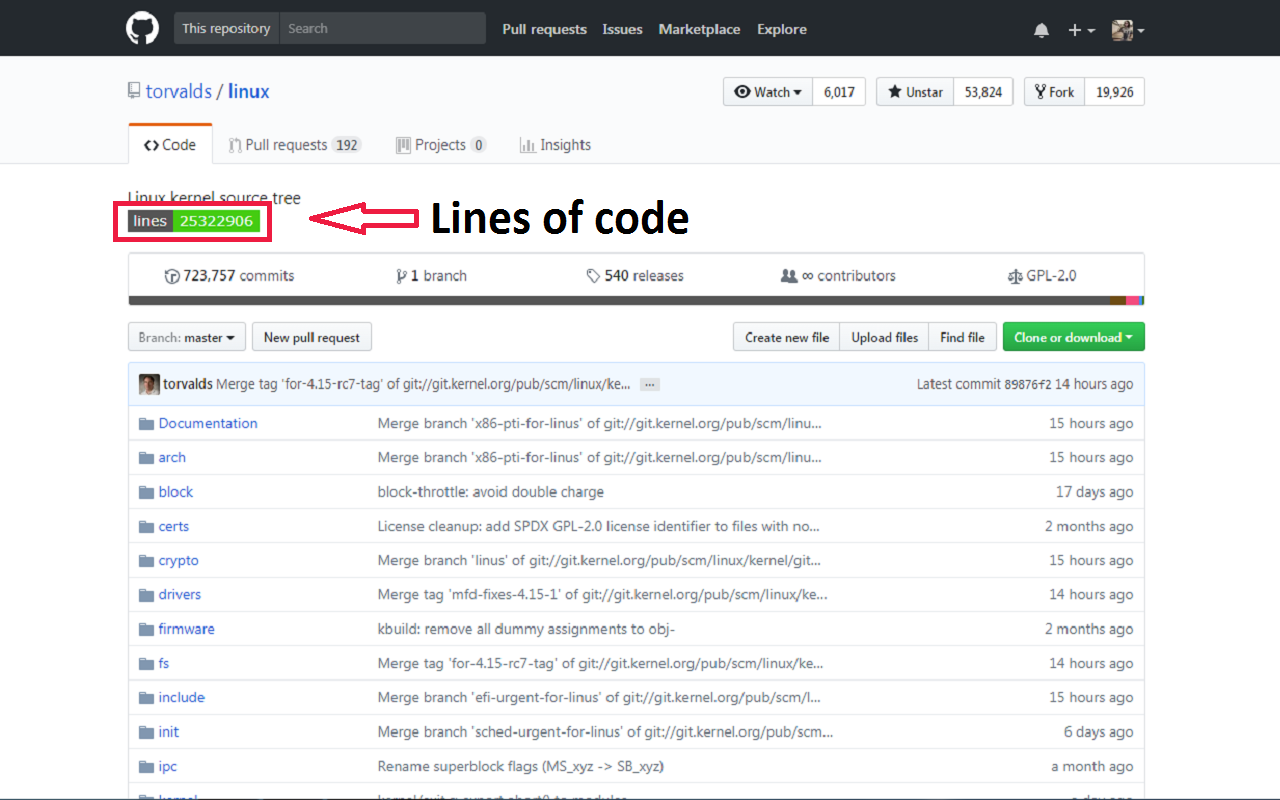 This repository Search Pull requests Issues Marketplace Explore
torvalds / linux Watch 6,017 Unstar 53,824 Fork 19,926
Code Pull requests 192 Projects 0 Insights
Linux kernel source tree
lines 25322906 Lines of code
723,757 commits 1 branch 540 releases ∞ contributors GPL-2.0
Branch: master New pull request Create new file Upload files Find file Clone or download
torvalds Merge tag 'for-4.15-rc7-tag' of git://git.kernel.org/pub/scm/linux/ke... ... Latest commit 89876f2 14 hours ago
Documentation Merge branch 'x86-pti-for-linus' of git://git.kernel.org/pub/scm/linu... 15 hours ago
arch Merge branch 'x86-pti-for-linus' of git://git.kernel.org/pub/scm/linu... 15 hours ago
block block-throttle: avoid double charge 17 days ago
certs License cleanup: add SPDX GPL-2.0 license identifier to files with no... 2 months ago
crypto Merge branch 'linus' of git://git.kernel.org/pub/scm/linux/kernel/git... 15 hours ago
drivers Merge tag 'mfd-fixes-4.15-1' of git://git.kernel.org/pub/scm/linux/ke... 14 hours ago
firmware kbuild: remove all dummy assignments to obj- 2 months ago
fs Merge tag 'for-4.15-rc7-tag' of git://git.kernel.org/pub/scm/linux/ke... 14 hours ago
include Merge branch 'efi-urgent-for-linus' of git://git.kernel.org/pub/scm/l... 15 hours ago
init Merge branch 'sched-urgent-for-linus' of git://git.kernel.org/pub/scm... 6 days ago
ipc Rename superblock flags (MS_xyz -> SB_xyz) a month ago